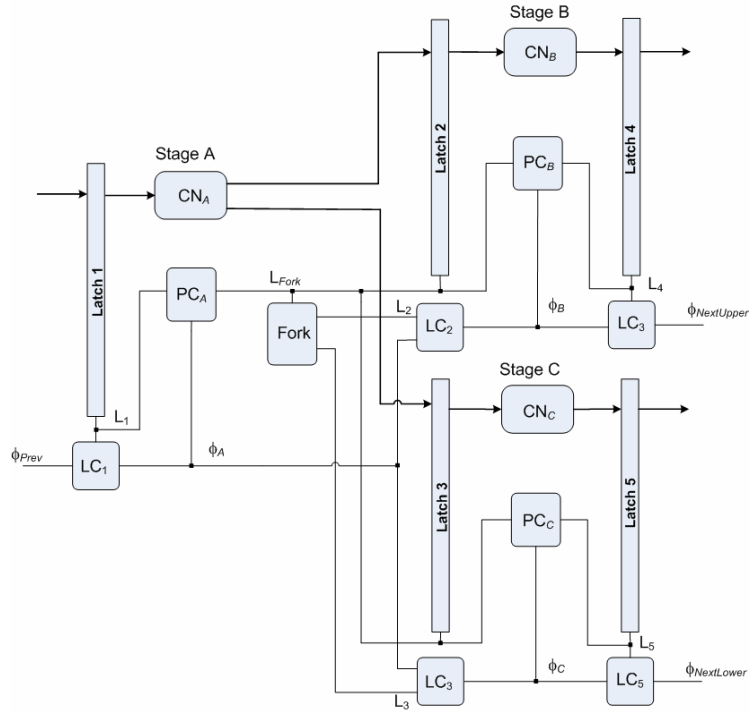 Stage B
CN_B
Latch 2
Latch 4
Stage A
PC_B
CN_A
Latch 1
L_Fork
PC_A
L_4
L_2
ϕ_B
ϕ_NextUpper
Fork
LC_2
LC_3
Stage C
CN_C
L_1
ϕ_Prev
ϕ_A
LC_1
Latch 3
Latch 5
PC_C
L_5
ϕ_C
ϕ_NextLower
LC_3
LC_5
L_3